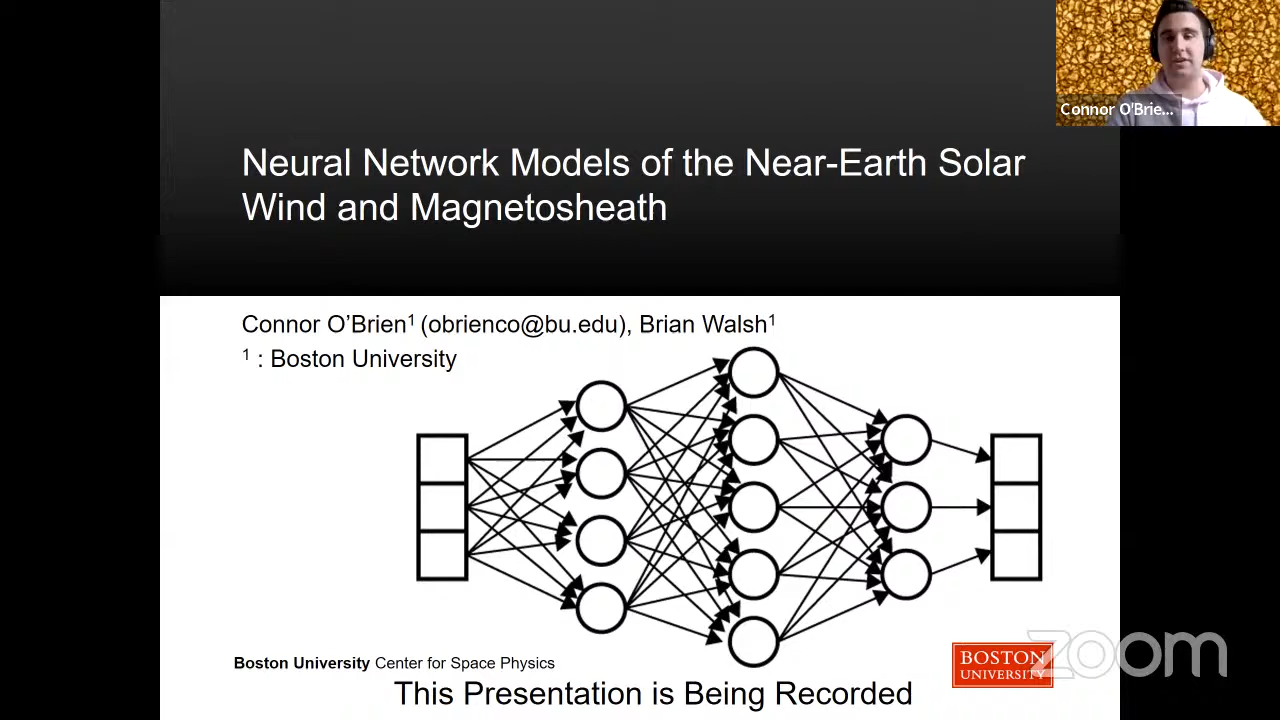 Connor O'Brie...
Neural Network Models of the Near-Earth Solar
Wind and Magnetosheath
Connor O’Brien¹ (obrienco@bu.edu), Brian Walsh¹
¹ : Boston University
Boston University Center for Space Physics
BOSTON
UNIVERSITY
zoom
This Presentation is Being Recorded